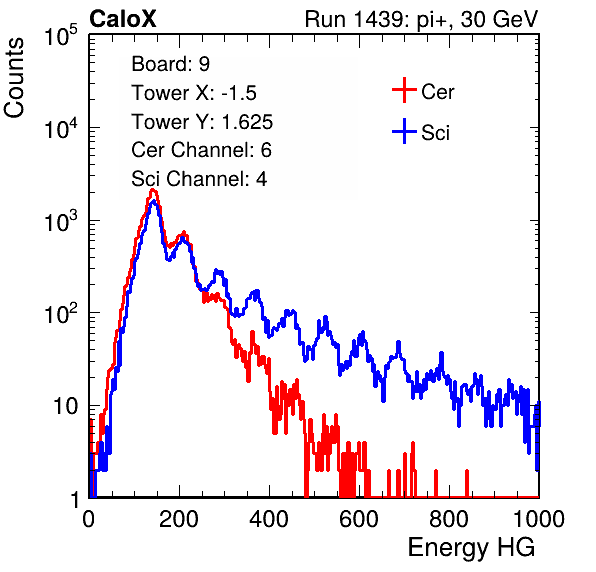 CaloX Run 1439: pi+, 30 GeV
Counts
Board: 9
Tower X: -1.5
Tower Y: 1.625
Cer Channel: 6
Sci Channel: 4
Cer
Sci
10^5
10^4
10^3
10^2
10
1
0 200 400 600 800 1000
Energy HG